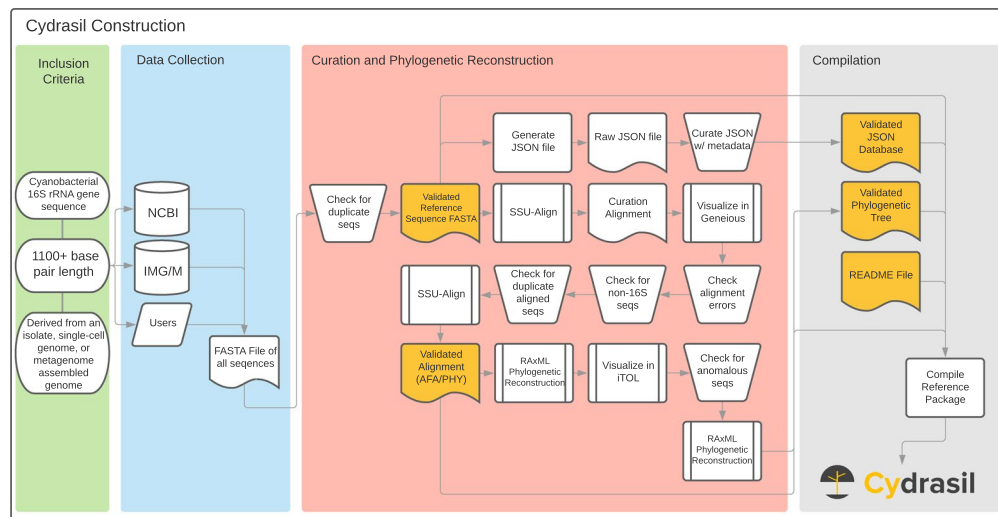 Cydrasil Construction
Inclusion
Criteria
Data Collection
Curation and Phylogenetic Reconstruction
Compilation
Cyanobacterial
16S rRNA gene
sequence
1100+ base
pair length
Derived from an
isolate, single-cell
genome, or
metagenome
assembled
genome
NCBI
IMG/M
Users
FASTA File of
all seqences
Check for
duplicate
seqs
Generate
JSON file
Raw JSON file
Curate JSON
w/ metadata
Validated
Reference
Sequence FASTA
SSU-Align
Curation
Alignment
Visualize in
Geneious
SSU-Align
Check for
duplicate
aligned
seqs
Check for
non-16S
seqs
Check
alignment
errors
Validated
Alignment
(AFA/PHY)
RAxML
Phylogenetic
Reconstruction
Visualize in
iTOL
Check for
anomalous
seqs
RAxML
Phylogenetic
Reconstruction
Validated
JSON
Database
Validated
Phylogenetic
Tree
README File
Compile
Reference
Package
Cydrasil